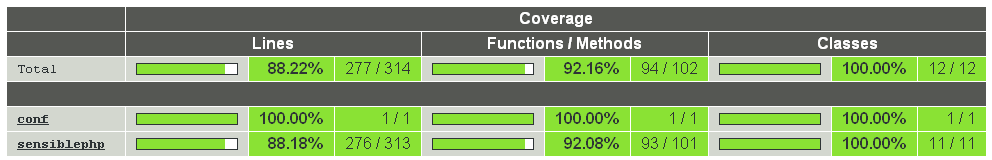 Coverage
Lines Functions / Methods Classes
Total 88.22% 277 / 314 92.16% 94 / 102 100.00% 12 / 12
conf 100.00% 1 / 1 100.00% 1 / 1 100.00% 1 / 1
sensiblephp 88.18% 276 / 313 92.08% 93 / 101 100.00% 11 / 11